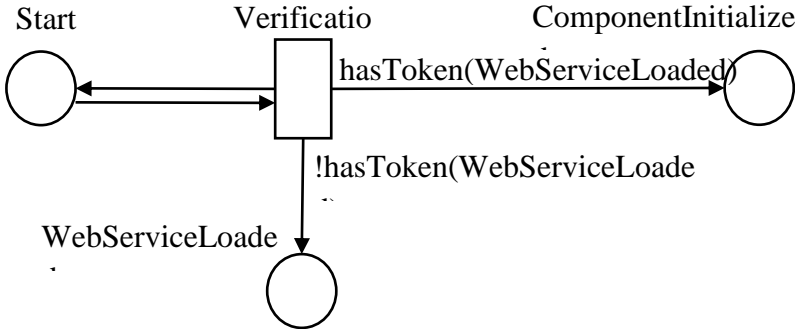 Start
Verificatio
ComponentInitialize
hasToken(WebServiceLoaded)
!hasToken(WebServiceLoade
WebServiceLoade